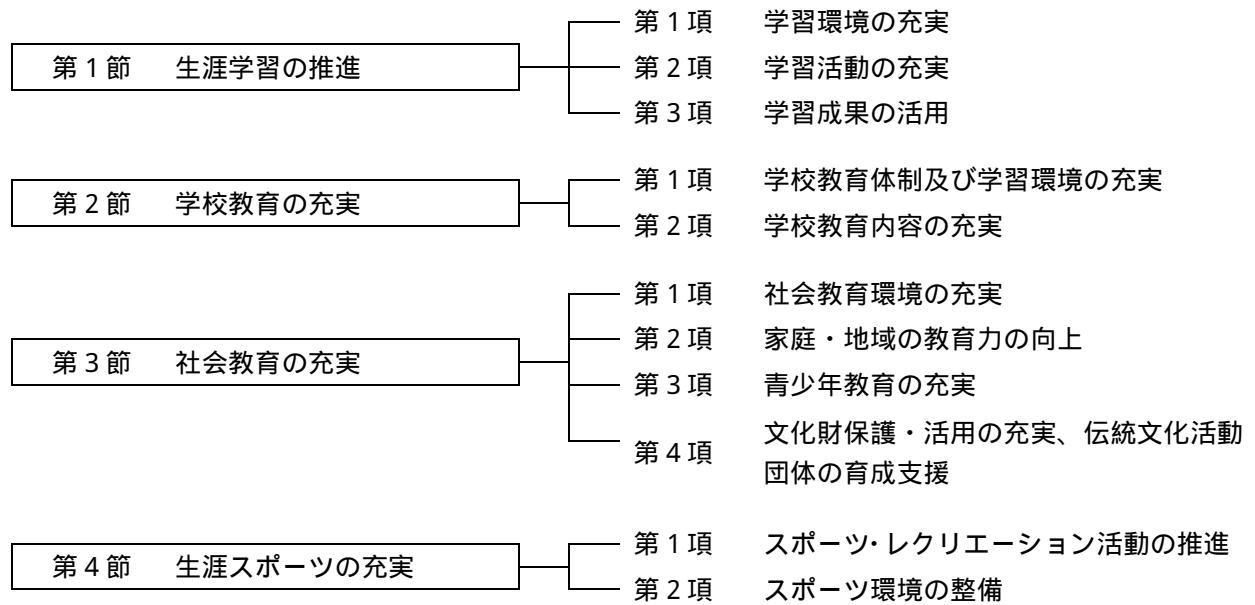 第1節 生涯学習の推進
第1項 学習環境の充実
第2項 学習活動の充実
第3項 学習成果の活用
第2節 学校教育の充実
第1項 学校教育体制及び学習環境の充実
第2項 学校教育内容の充実
第3節 社会教育の充実
第1項 社会教育環境の充実
第2項 家庭・地域の教育力の向上
第3項 青少年教育の充実
第4項 文化財保護・活用の充実、伝統文化活動
団体の育成支援
第4節 生涯スポーツの充実
第1項 スポーツ・レクリエーション活動の推進
第2項 スポーツ環境の整備